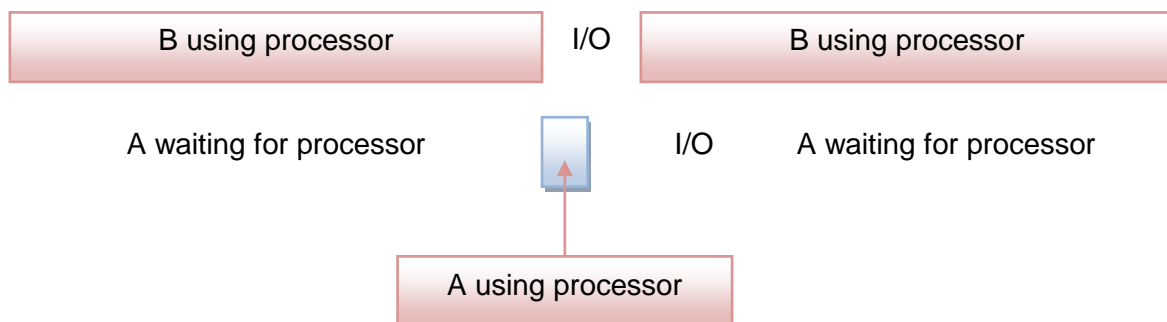 B using processor I/O B using processor
A waiting for processor I/O A waiting for processor
A using processor